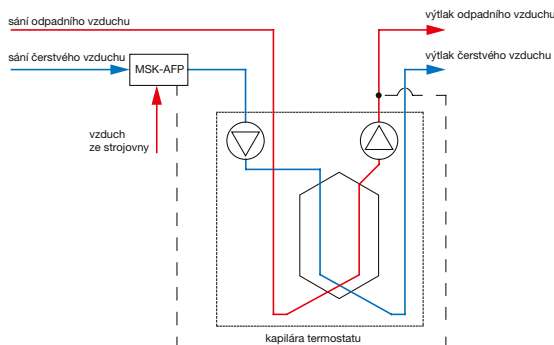 sání odpadního vzduchu
výtlak odpadního vzduchu
sání čerstvého vzduchu
výtlak čerstvého vzduchu
MSK-AFP
vzduch
ze strojovny
kapilára termostatu